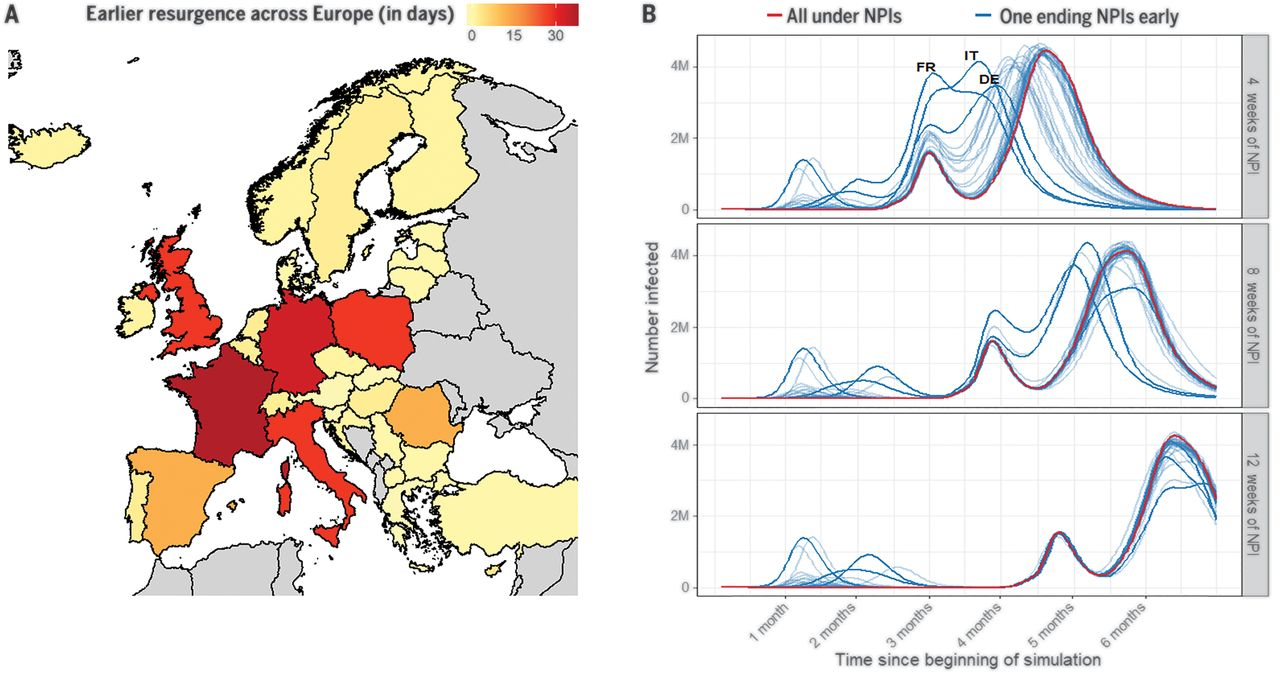 A
Earlier resurgence across Europe (in days)
0 15 30
B
All under NPIs
One ending NPIs early
Number infected
4M
2M
0
FR
IT
DE
4 weeks of NPI
4M
2M
0
8 weeks of NPI
4M
2M
0
12 weeks of NPI
1 month
2 months
3 months
4 months
5 months
6 months
Time since beginning of simulation